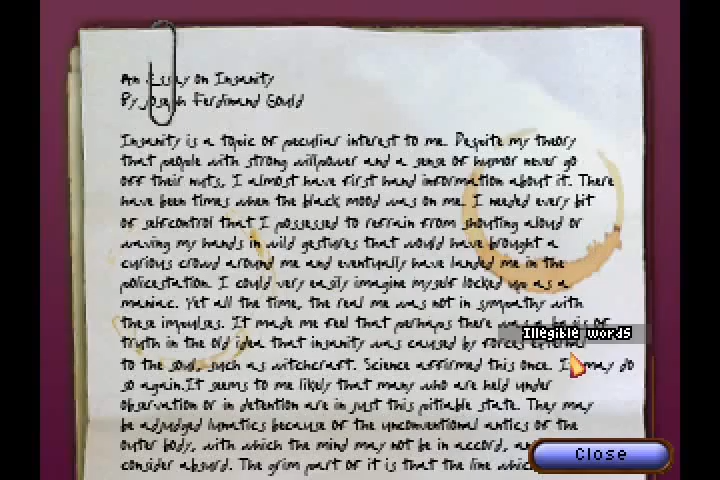 An Essay on Insanity
By Joseph Ferdinand Gould
Insanity is a topic of peculiar interest to me. Despite my theory
that people with strong willpower and a sense of humor never go
off their nuts, I almost have first hand information about it. There
have been times when the black mood was on me. I needed every bit
of selfcontrol that I possessed to refrain from shouting aloud or
waving my hands in wild gestures that would have brought a
curious crowd around me and eventually have landed me in the
policestation. I could very easily imagine myself locked up as a
maniac. Yet all the time, the real me was not in sympathy with
these impulses. It made me feel that perhaps there was a basis of
Illegible words
truth in the old idea that insanity was caused by forces external
to the soul, such as witchcraft. Science affirmed this once. It may do
so again.It seems to me likely that many who are held under
observation or in detention are in just this pitiable state. They may
be adjudged lunatics because of the unconventional antics of the
outer body, with which the mind may not be in accord, an
consider absurd. The grim part of it is that the line whic
Close